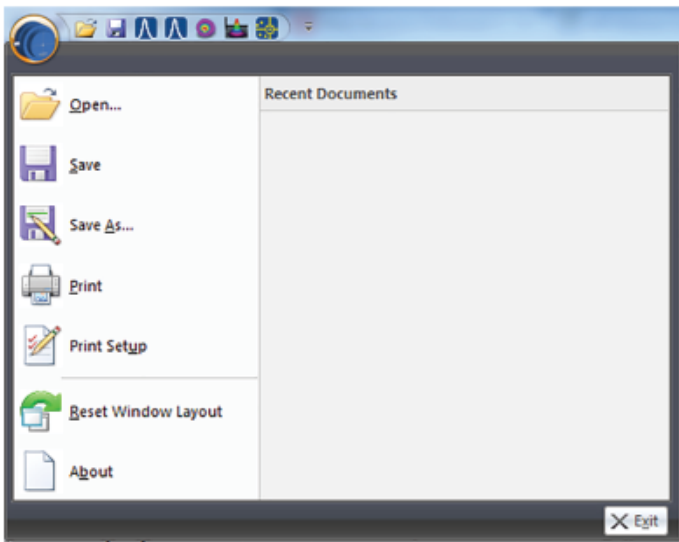 Open...
Recent Documents
Save
Save As...
Print
Print Setup
Reset Window Layout
About
Exit